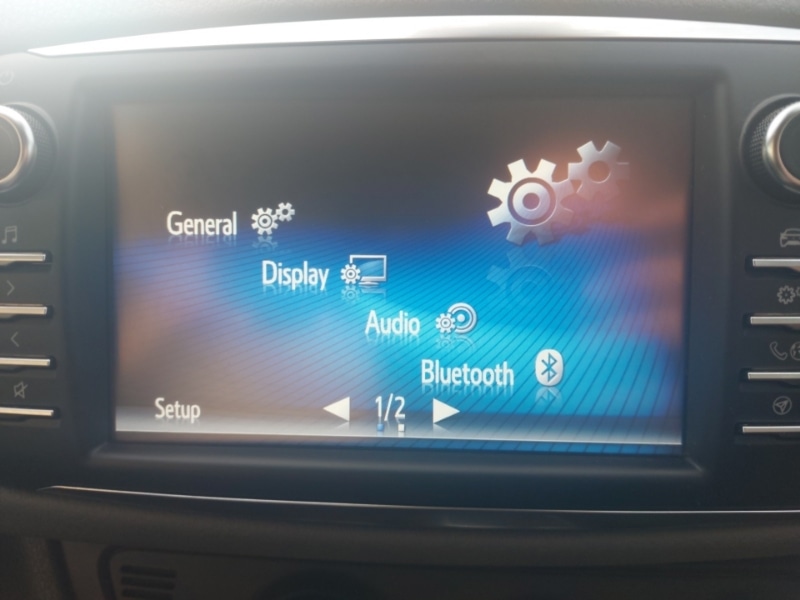 General
Display
Audio
Bluetooth
Setup
1/2